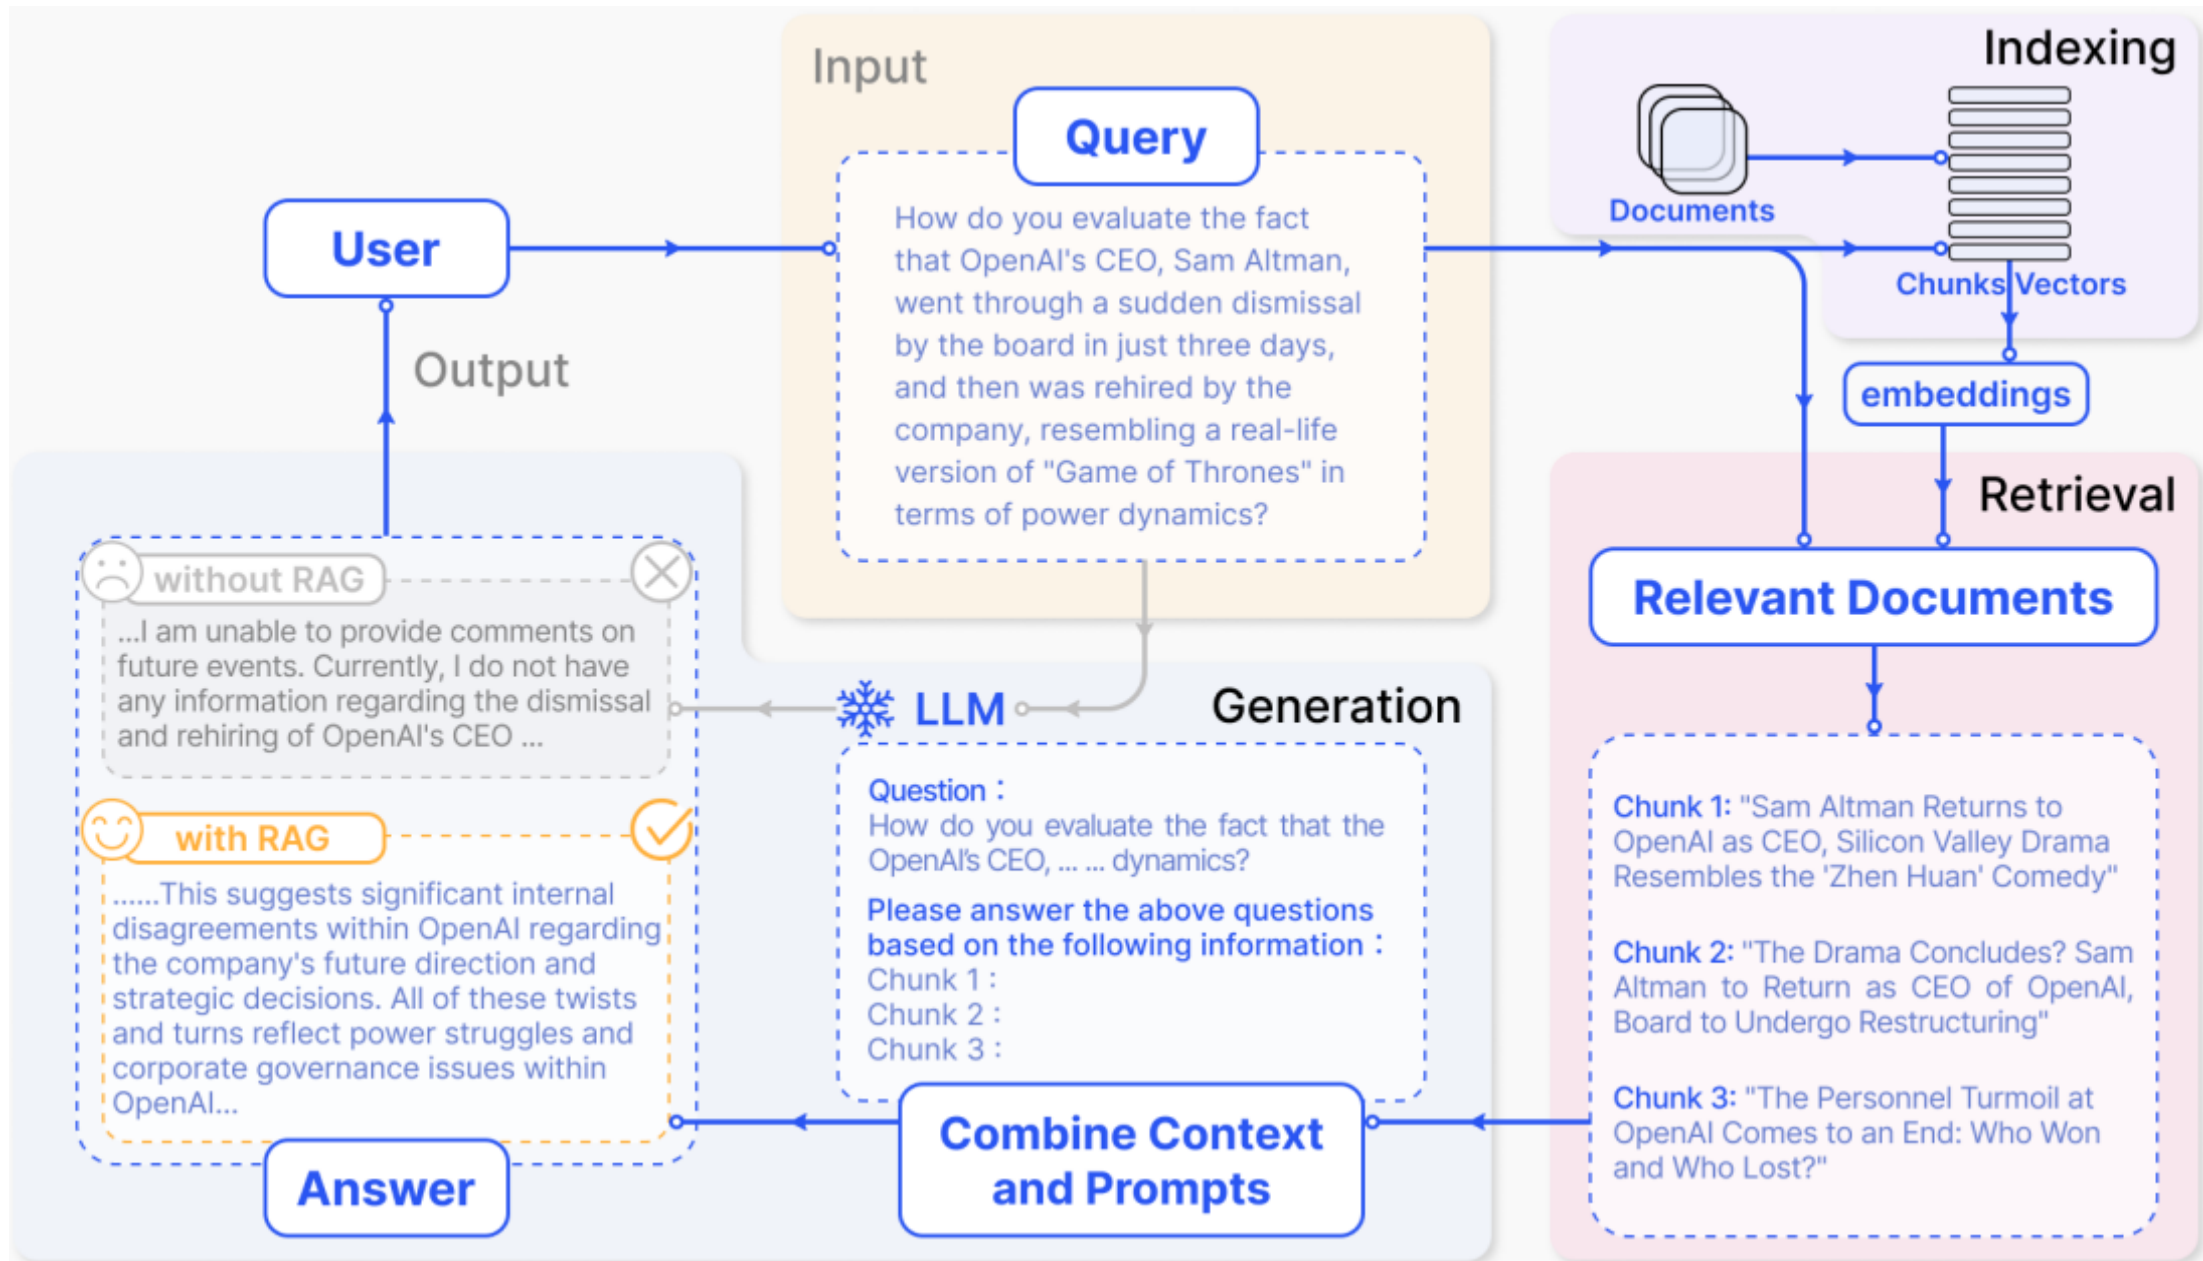 Input
Query
How do you evaluate the fact
that OpenAI's CEO, Sam Altman,
went through a sudden dismissal
by the board in just three days,
and then was rehired by the
company, resembling a real-life
version of "Game of Thrones" in
terms of power dynamics?
Indexing
Documents
Chunks Vectors
embeddings
User
Output
Retrieval
Relevant Documents
Chunk 1: "Sam Altman Returns to
OpenAI as CEO, Silicon Valley Drama
Resembles the 'Zhen Huan' Comedy"
Chunk 2: "The Drama Concludes? Sam
Altman to Return as CEO of OpenAI,
Board to Undergo Restructuring"
Chunk 3: "The Personnel Turmoil at
OpenAI Comes to an End: Who Won
and Who Lost?"
Generation
LLM
Question :
How do you evaluate the fact that the
OpenAI's CEO, ... ... dynamics?
Please answer the above questions
based on the following information :
Chunk 1 :
Chunk 2 :
Chunk 3 :
Combine Context
and Prompts
without RAG
...I am unable to provide comments on
future events. Currently, I do not have
any information regarding the dismissal
and rehiring of OpenAI's CEO ...
with RAG
......This suggests significant internal
disagreements within OpenAI regarding
the company's future direction and
strategic decisions. All of these twists
and turns reflect power struggles and
corporate governance issues within
OpenAI...
Answer